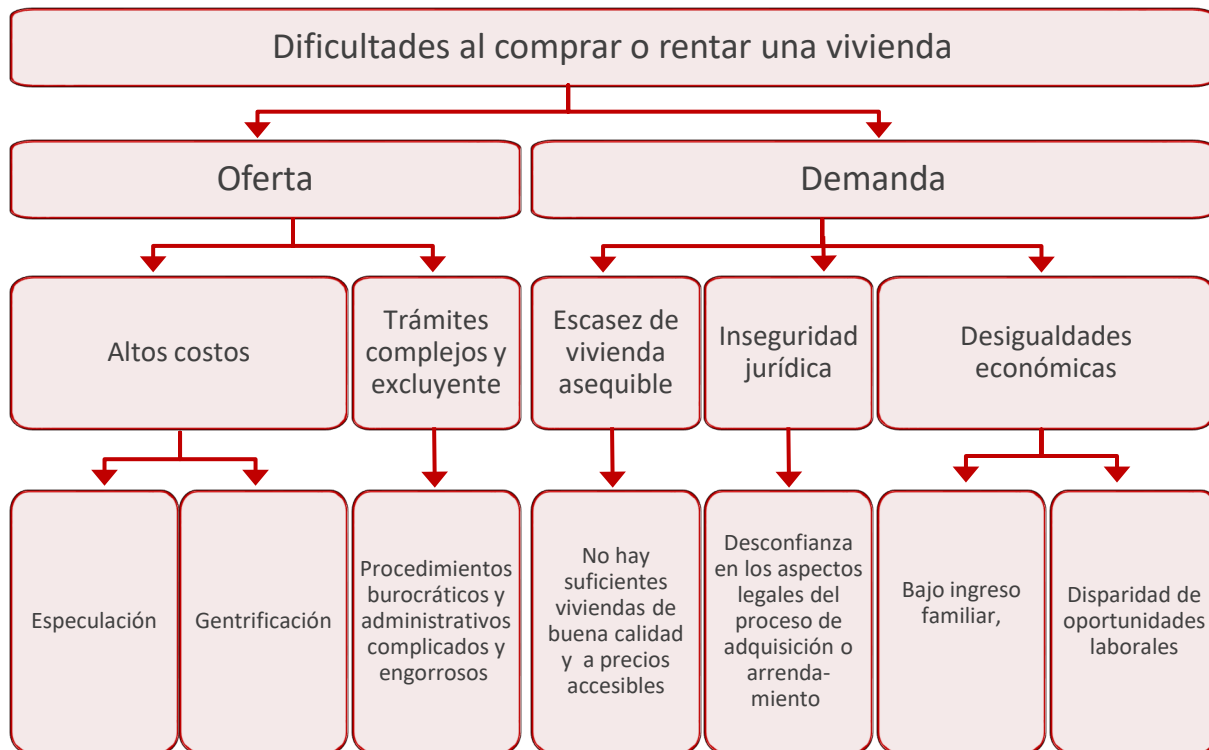 Dificultades al comprar o rentar una vivienda
Oferta
Demanda
Altos costos
Trámites
complejos y
excluyente
Escasez de
vivienda
asequible
Inseguridad
jurídica
Desigualdades
económicas
Especulación
Gentrificación
Procedimientos
burocráticos y
administrativos
complicados y
engorrosos
No hay
suficientes
viviendas de
buena calidad
y a precios
accesibles
Desconfianza
en los aspectos
legales del
proceso de
adquisición o
arrenda-
miento
Bajo ingreso
familiar,
Disparidad de
oportunidades
laborales